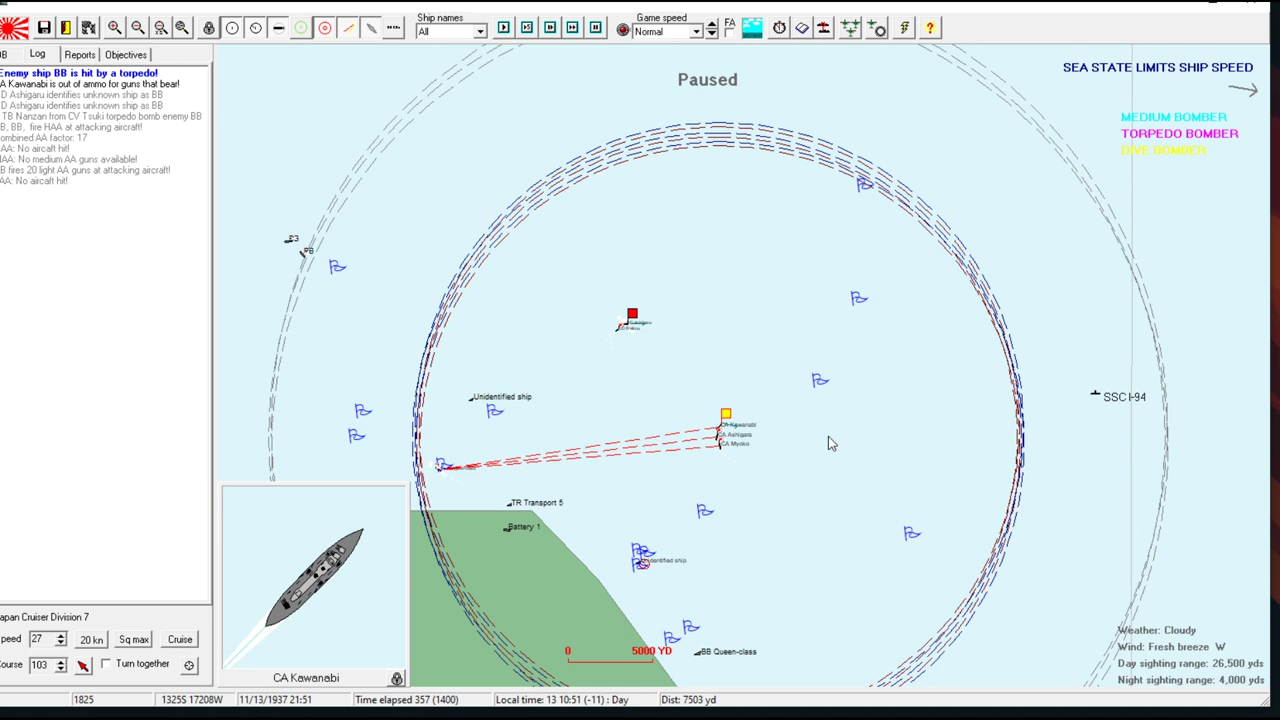 Ship names
All
Game speed
Normal
FA
OB
Log
Reports
Objectives
Enemy ship BB is hit by a torpedo!
A Kawanabi is out of ammo for guns that bear!
D Ashigaru identifies unknown ship as BB
D Ashigaru identifies unknown ship as BB
TB Nanzan from CV Tsuki torpedo bomb enemy BB
B, BB, fire HAA at attacking aircraft!
ombined AA factor: 17
AA: No aircaft hit!
MAA: No medium AA guns available!
B fires 20 light AA guns at attacking aircraft!
AA: No aircaft hit!
Paused
SEA STATE LIMITS SHIP SPEED
MEDIUM BOMBER
TORPEDO BOMBER
DIVE BOMBER
SSC I-94
Unidentified ship
CA Kawanabi
CA Ashigara
CA Myoko
TR Transport 5
Battery 1
Unidentified ship
BB Queen-class
0 5000 YD
Weather: Cloudy
Wind: Fresh breeze W
Day sighting range: 26,500 yds
Night sighting range: 4,000 yds
apan Cruiser Division 7
peed 27 20 kn Sq max Cruise
Course 103 Turn together
CA Kawanabi
1825 1325S 17208W 11/13/1937 21:51 Time elapsed 357 (1400) Local time: 13 10:51 (-11) : Day Dist: 7503 yd